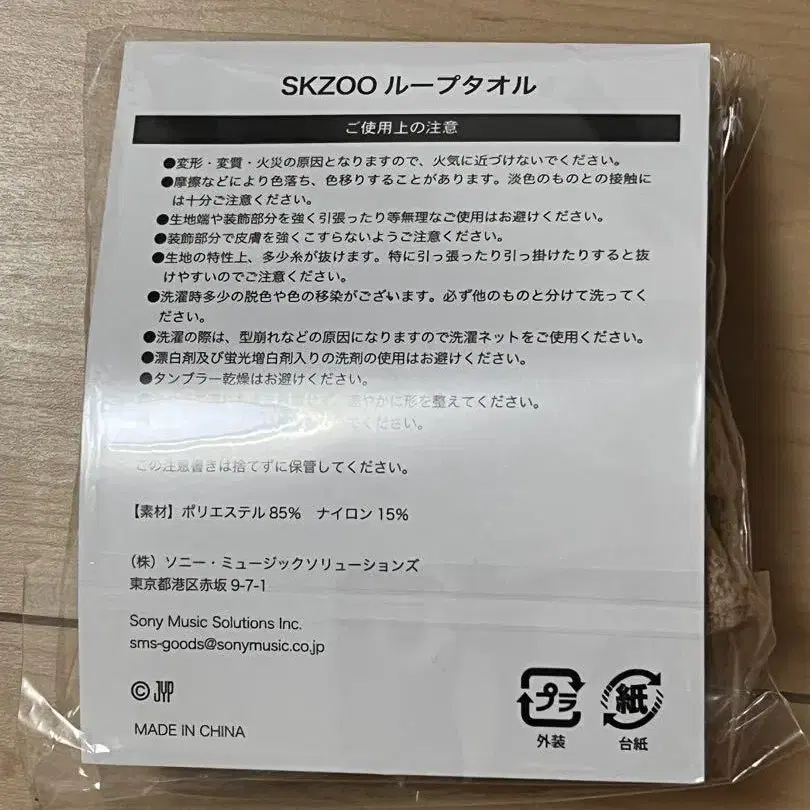 SKZOO ループタオル
ご使用上の注意
●変形・変質・火災の原因となりますので、火気に近づけないでください。
●摩擦などにより色落ち、色移りすることがあります。淡色のものとの接触に
は十分ご注意ください。
●生地端や装飾部分を強く引張ったり等無理なご使用はお避けください。
●装飾部分で皮膚を強くこすらないようご注意ください。
●生地の特性上、多少糸が抜けます。特に引っ張ったり引っ掛けたりすると抜
けやすいのでご注意ください。
●洗濯時多少の脱色や色の移染がございます。必ず他のものと分けて洗ってく
ださい。
●洗濯の際は、型崩れなどの原因になりますので洗濯ネットをご使用ください。
●漂白剤及び蛍光増白剤入りの洗剤の使用はお避けください。
●タンブラー乾燥はお避けください。
やかに形を整えてください。
てください。
この注意書きは捨てずに保管してください。
【素材】ポリエステル 85% ナイロン 15%
（株）ソニー・ミュージックソリューションズ
東京都港区赤坂 9-7-1
Sony Music Solutions Inc.
sms-goods@sonymusic.co.jp
© JYP
MADE IN CHINA
プラ
外装
紙
台紙